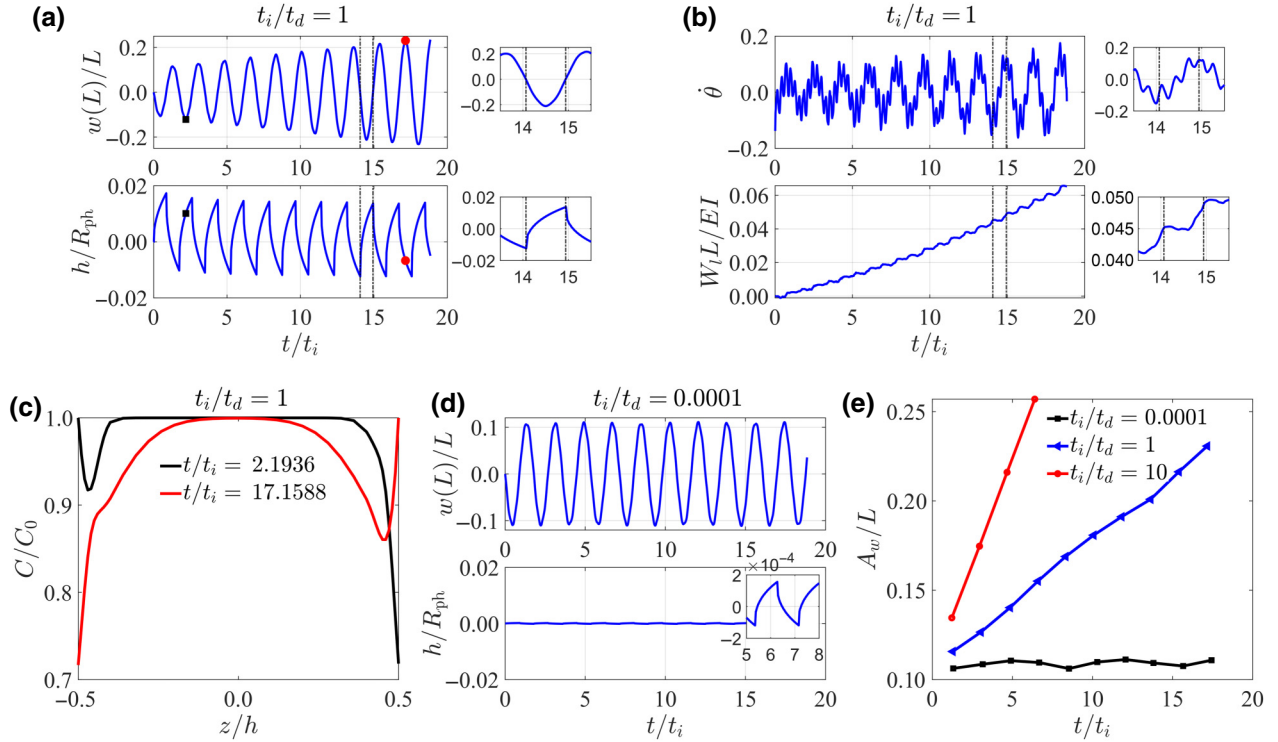 (a)
t_i/t_d = 1
w(L)/L
0.2
0.0
−0.2
0 5 10 15 20
0.2
0.0
−0.2
14 15
h/R_ph
0.02
0.00
−0.02
0 5 10 15 20
t/t_i
0.02
0.00
−0.02
14 15
(b)
t_i/t_d = 1
θ̇
0.2
0.0
−0.2
0 5 10 15 20
0.2
0.0
−0.2
14 15
W_iL/EI
0.06
0.04
0.02
0.00
0 5 10 15 20
t/t_i
0.050
0.045
0.040
14 15
(c)
t_i/t_d = 1
C/C_0
1.0
0.9
0.8
0.7
t/t_i = 2.1936
t/t_i = 17.1588
−0.5 0.0 0.5
z/h
(d)
t_i/t_d = 0.0001
w(L)/L
0.1
0.0
−0.1
0 5 10 15 20
h/R_ph
0.02
0.00
−0.02
0 5 10 15 20
t/t_i
×10^−4
2
0
−2
5 6 7 8
(e)
A_w/L
0.25
0.20
0.15
0.10
t_i/t_d = 0.0001
t_i/t_d = 1
t_i/t_d = 10
0 5 10 15 20
t/t_i